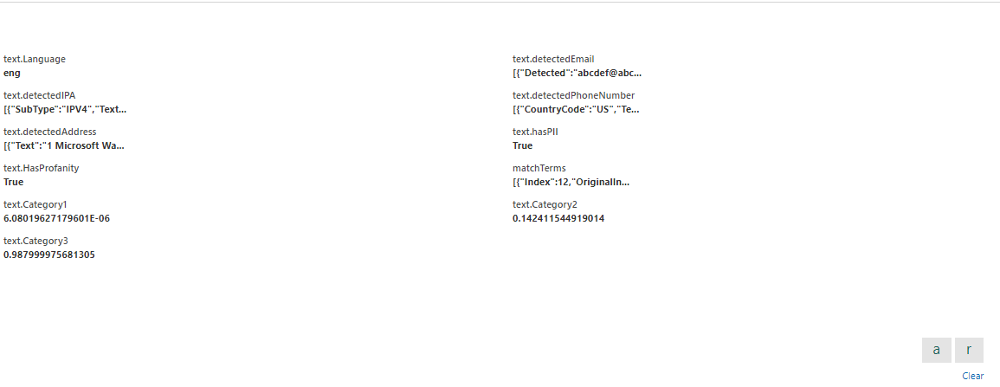 text.Language
eng
text.detectedEmail
[{"Detected":"abcdef@abc...
text.detectedIPA
[{"SubType":"IPV4","Text...
text.detectedPhoneNumber
[{"CountryCode":"US","Te...
text.detectedAddress
[{"Text":"1 Microsoft Wa...
text.hasPII
True
text.HasProfanity
True
matchTerms
[{"Index":12,"OriginalIn...
text.Category1
6.08019627179601E-06
text.Category2
0.142411544919014
text.Category3
0.987999975681305
a
r
Clear